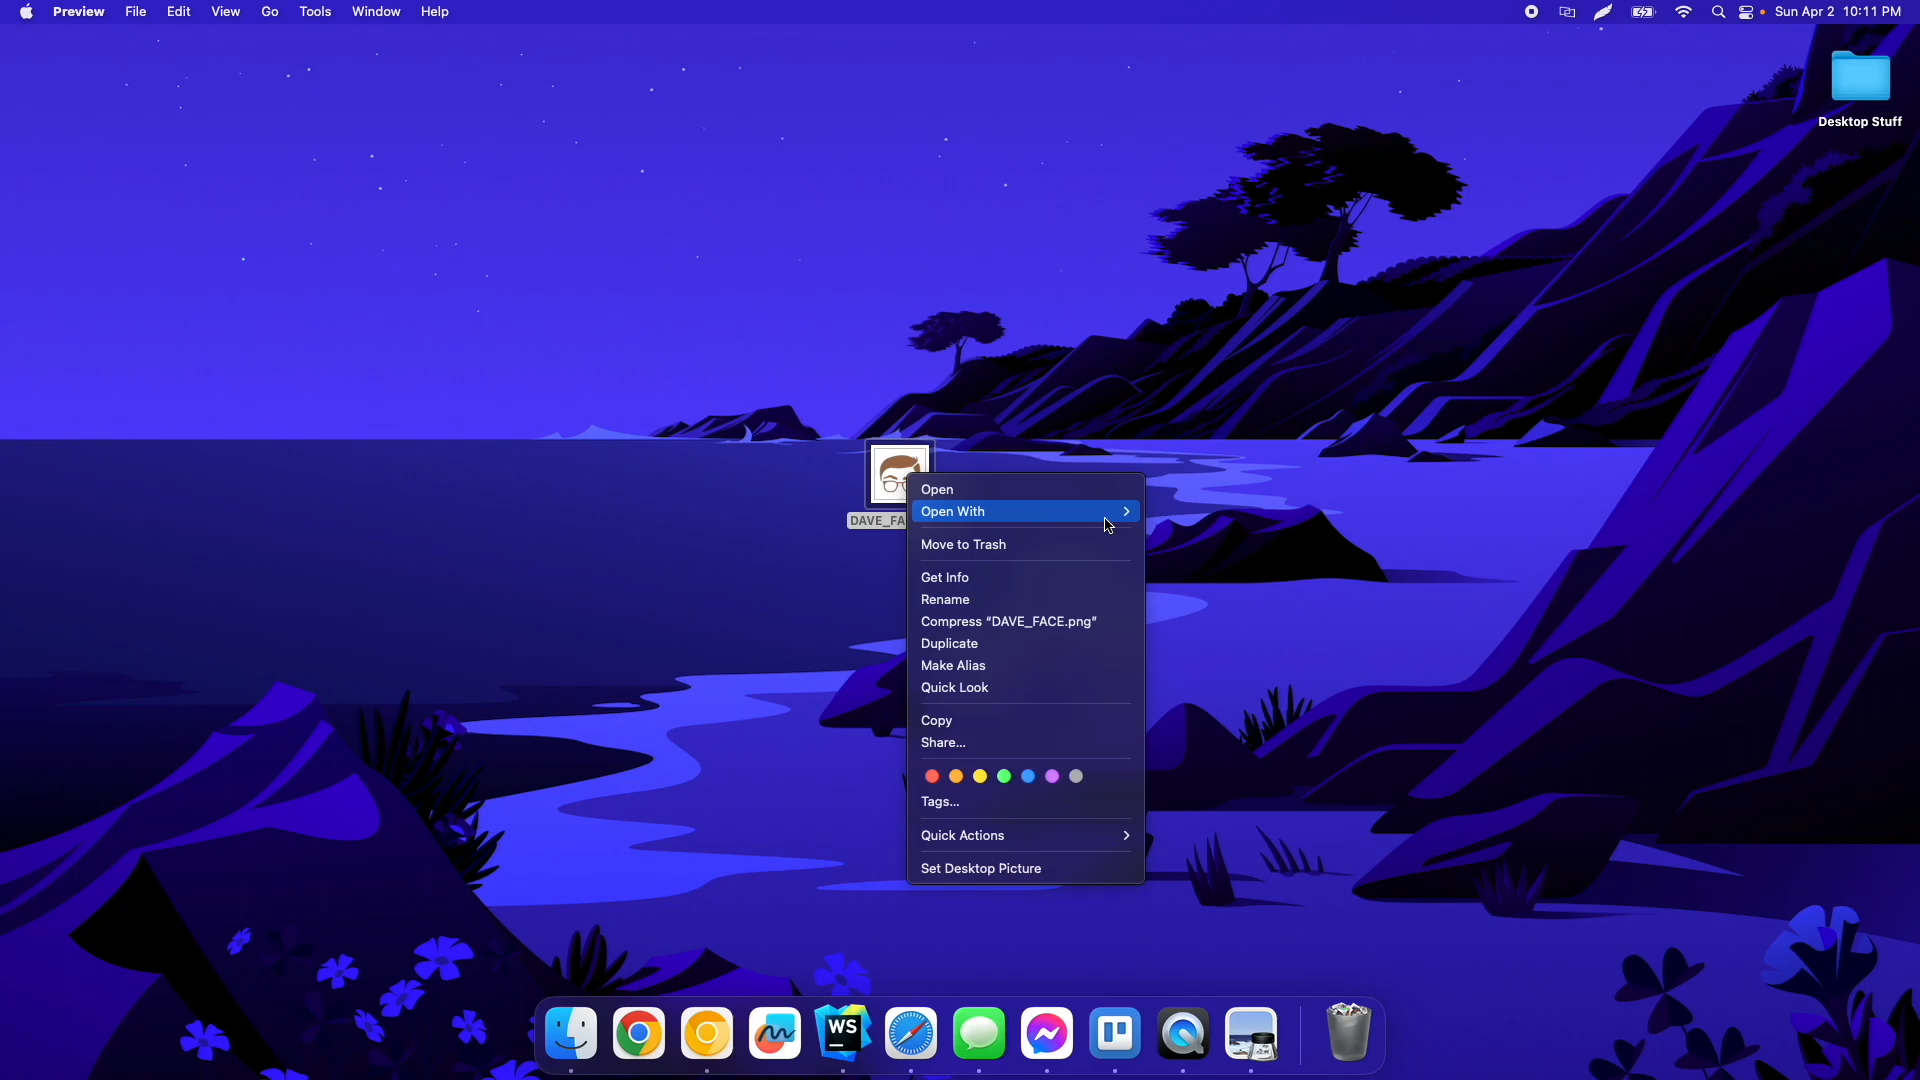 Preview File Edit View Go Tools Window Help Sun Apr 2 10:11 PM
Desktop Stuff
DAVE_FA
Open
Open With
Move to Trash
Get Info
Rename
Compress "DAVE_FACE.png"
Duplicate
Make Alias
Quick Look
Copy
Share...
Tags...
Quick Actions
Set Desktop Picture
WS